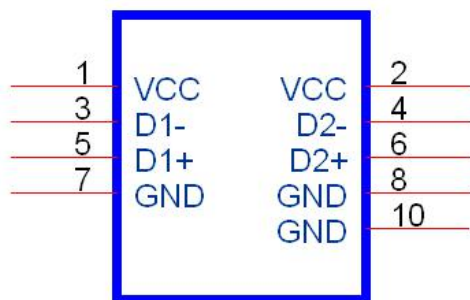 1 VCC VCC 2
3 D1- D2- 4
5 D1+ D2+ 6
7 GND GND 8
GND 10